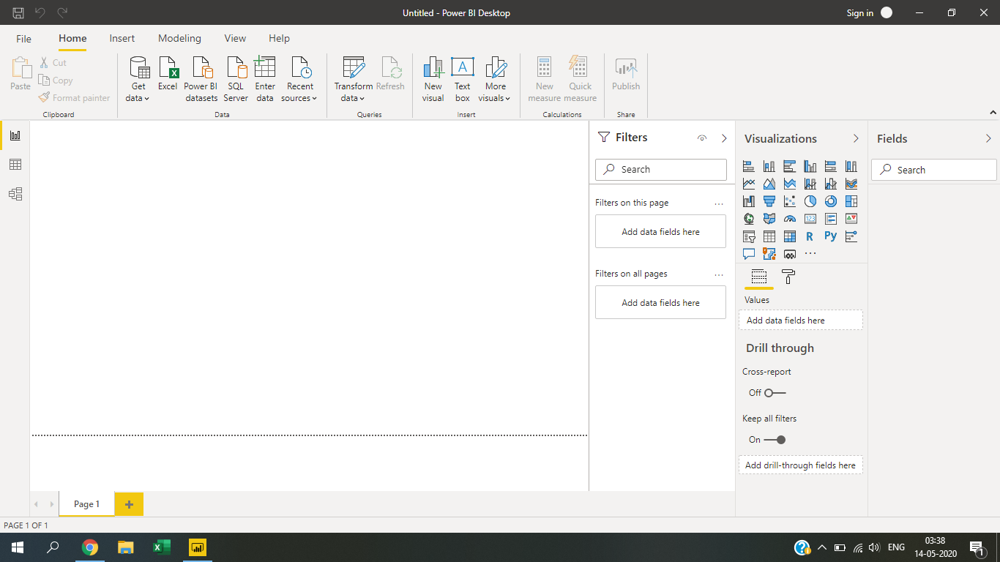 Untitled - Power BI Desktop
Sign in
File Home Insert Modeling View Help
Paste
Cut
Copy
Format painter
Clipboard
Get data
Excel
Power BI datasets
SQL Server
Enter data
Recent sources
Data
Transform data
Refresh
Queries
New visual
Text box
More visuals
Insert
New measure
Quick measure
Calculations
Publish
Share
Filters
Search
Filters on this page
...
Add data fields here
Filters on all pages
...
Add data fields here
Visualizations
123
R
Py
...
Values
Add data fields here
Drill through
Cross-report
Off
Keep all filters
On
Add drill-through fields here
Fields
Search
Page 1
+
PAGE 1 OF 1
ENG
03:38
14-05-2020
1